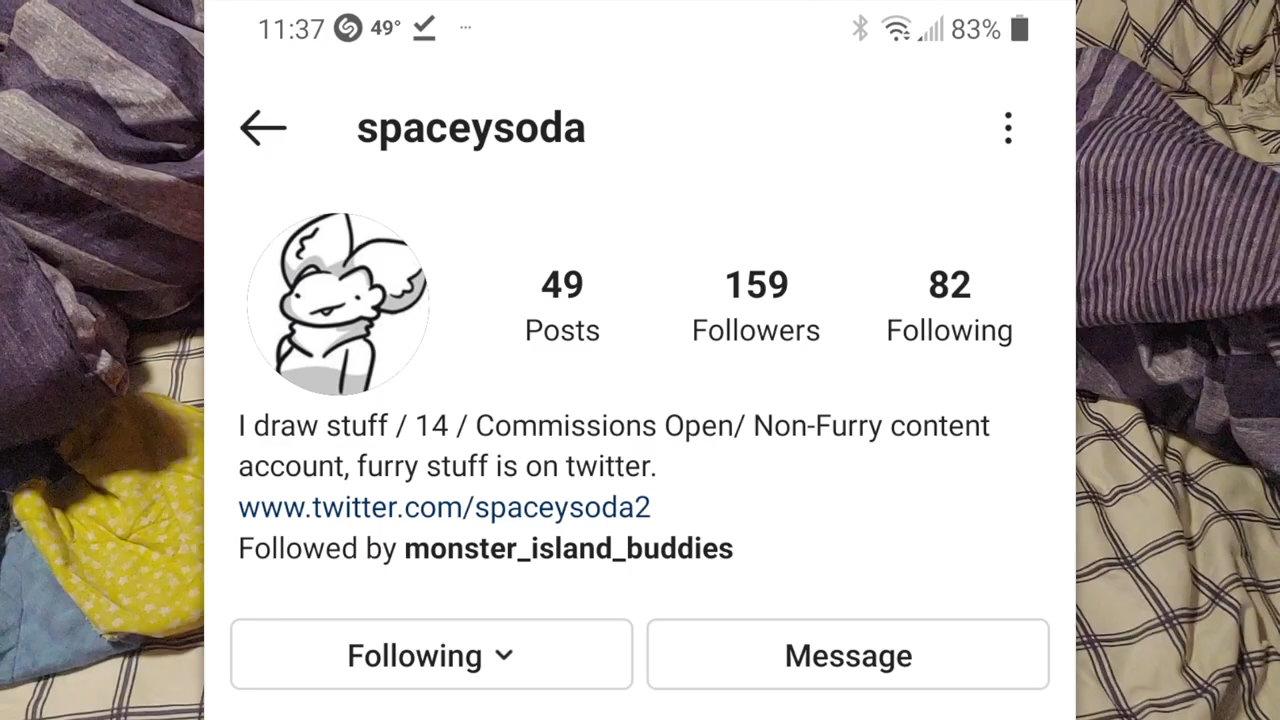 11:37 49° ... 83%
spaceysoda
49 159 82
Posts Followers Following
I draw stuff / 14 / Commissions Open/ Non-Furry content
account, furry stuff is on twitter.
www.twitter.com/spaceysoda2
Followed by monster_island_buddies
Following Message